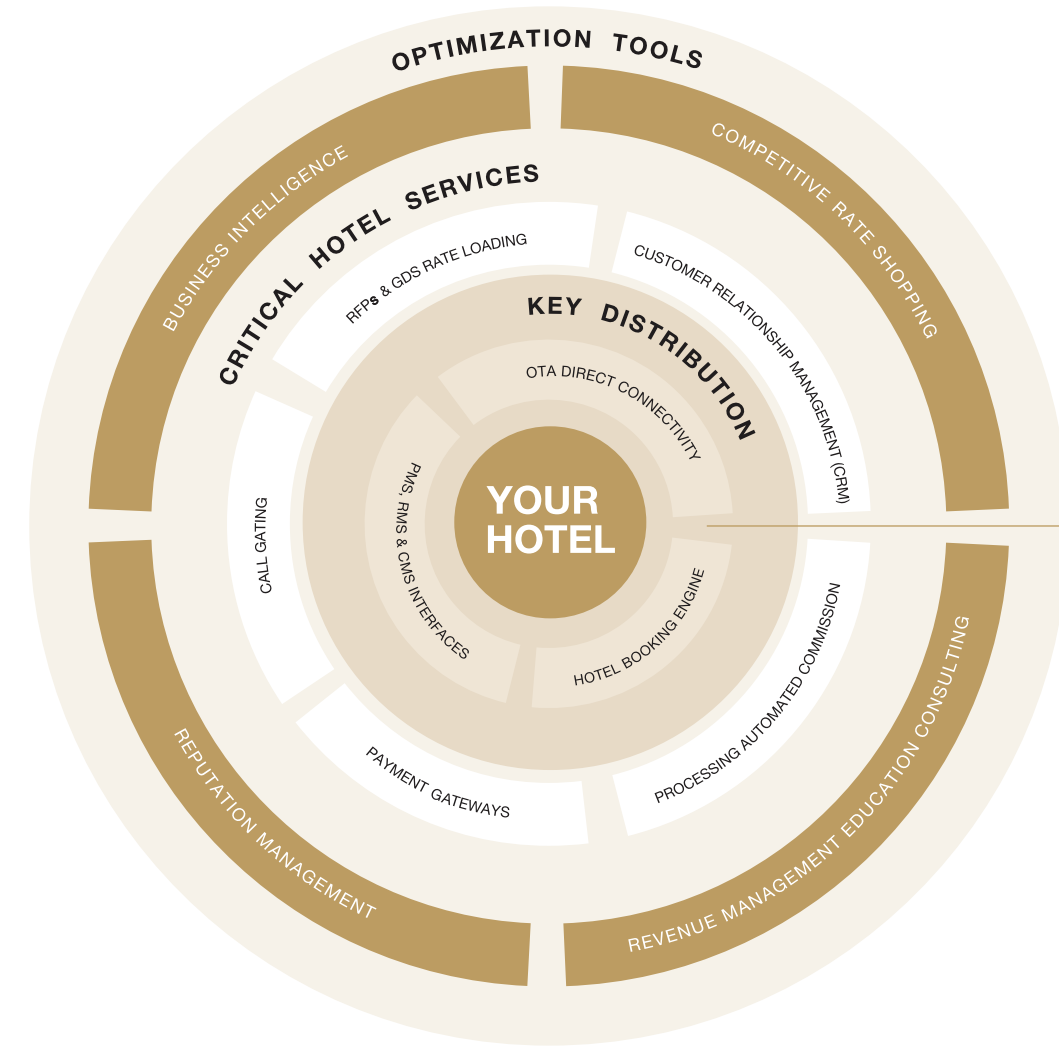 OPTIMIZATION TOOLS
BUSINESS INTELLIGENCE
COMPETITIVE RATE SHOPPING
REPUTATION MANAGEMENT
REVENUE MANAGEMENT EDUCATION CONSULTING
CRITICAL HOTEL SERVICES
RFPs & GDS RATE LOADING
CUSTOMER RELATIONSHIP MANAGEMENT (CRM)
CALL GATING
PAYMENT GATEWAYS
PROCESSING AUTOMATED COMMISSION
KEY DISTRIBUTION
OTA DIRECT CONNECTIVITY
PMS, RMS & CMS INTERFACES
HOTEL BOOKING ENGINE
YOUR
HOTEL